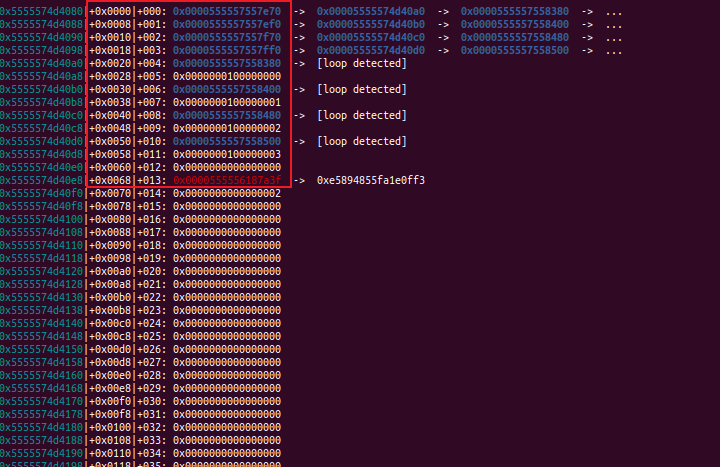 0x5555574d4080|+0x0000|+000: 0x0000555557557e70 -> 0x00005555574d40a0 -> 0x0000555557558380 -> ...
0x5555574d4088|+0x0008|+001: 0x0000555557557ef0 -> 0x00005555574d40b0 -> 0x0000555557558400 -> ...
0x5555574d4090|+0x0010|+002: 0x0000555557557f70 -> 0x00005555574d40c0 -> 0x0000555557558480 -> ...
0x5555574d4098|+0x0018|+003: 0x0000555557557ff0 -> 0x00005555574d40d0 -> 0x0000555557558500 -> ...
0x5555574d40a0|+0x0020|+004: 0x0000555557558380 -> [loop detected]
0x5555574d40a8|+0x0028|+005: 0x0000000100000000
0x5555574d40b0|+0x0030|+006: 0x0000555557558400 -> [loop detected]
0x5555574d40b8|+0x0038|+007: 0x0000000100000001
0x5555574d40c0|+0x0040|+008: 0x0000555557558480 -> [loop detected]
0x5555574d40c8|+0x0048|+009: 0x0000000100000002
0x5555574d40d0|+0x0050|+010: 0x0000555557558500 -> [loop detected]
0x5555574d40d8|+0x0058|+011: 0x0000000100000003
0x5555574d40e0|+0x0060|+012: 0x0000000000000000
0x5555574d40e8|+0x0068|+013: 0x0000555556187a3f -> 0xe5894855fa1e0ff3
0x5555574d40f0|+0x0070|+014: 0x0000000000000002
0x5555574d40f8|+0x0078|+015: 0x0000000000000000
0x5555574d4100|+0x0080|+016: 0x0000000000000000
0x5555574d4108|+0x0088|+017: 0x0000000000000000
0x5555574d4110|+0x0090|+018: 0x0000000000000000
0x5555574d4118|+0x0098|+019: 0x0000000000000000
0x5555574d4120|+0x00a0|+020: 0x0000000000000000
0x5555574d4128|+0x00a8|+021: 0x0000000000000000
0x5555574d4130|+0x00b0|+022: 0x0000000000000000
0x5555574d4138|+0x00b8|+023: 0x0000000000000000
0x5555574d4140|+0x00c0|+024: 0x0000000000000000
0x5555574d4148|+0x00c8|+025: 0x0000000000000000
0x5555574d4150|+0x00d0|+026: 0x0000000000000000
0x5555574d4158|+0x00d8|+027: 0x0000000000000000
0x5555574d4160|+0x00e0|+028: 0x0000000000000000
0x5555574d4168|+0x00e8|+029: 0x0000000000000000
0x5555574d4170|+0x00f0|+030: 0x0000000000000000
0x5555574d4178|+0x00f8|+031: 0x0000000000000000
0x5555574d4180|+0x0100|+032: 0x0000000000000000
0x5555574d4188|+0x0108|+033: 0x0000000000000000
0x5555574d4190|+0x0110|+034: 0x0000000000000000
0x5555574d4198|+0x0118|+035: 0x0000000000000000